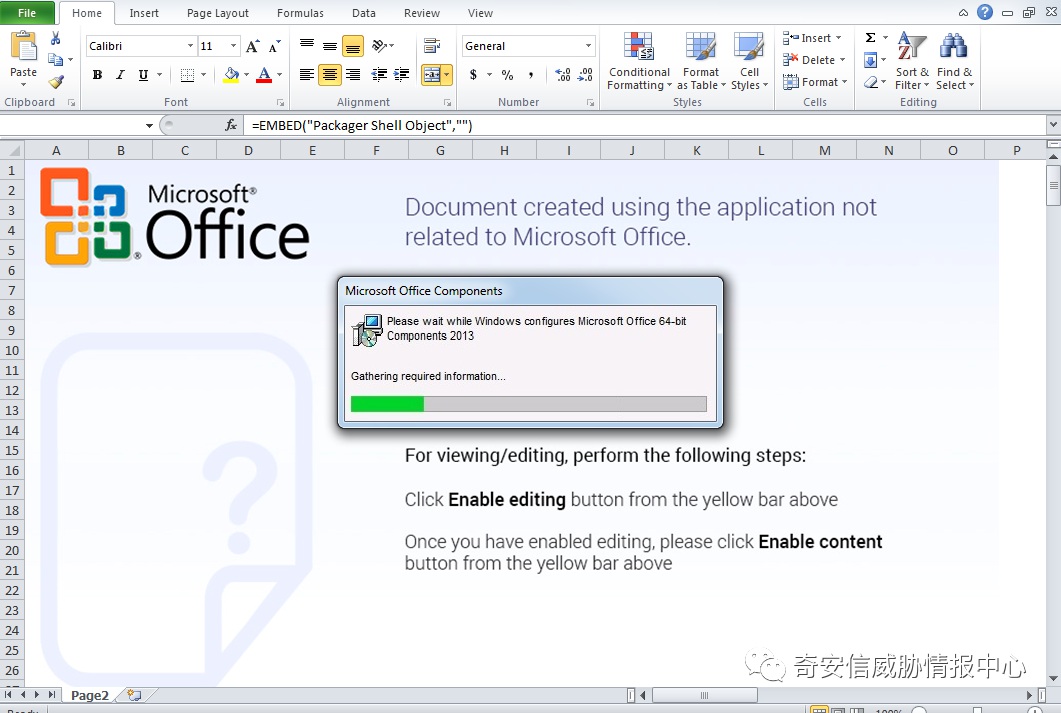 File Home Insert Page Layout Formulas Data Review View
Calibri 11 General
Paste
B I U $ % ,
Conditional Formatting
Format as Table
Cell Styles
Insert
Delete
Format
Σ
Sort & Filter
Find & Select
Clipboard Font Alignment Number Styles Cells Editing
fx =EMBED("Packager Shell Object","")
A B C D E F G H I J K L M N O P
1
2
3
4
5
6
7
8
9
10
11
12
13
14
15
16
17
18
19
20
21
22
23
24
25
26
Microsoft®
Office
Document created using the application not
related to Microsoft Office.
Microsoft Office Components
Please wait while Windows configures Microsoft Office 64-bit
Components 2013
Gathering required information...
For viewing/editing, perform the following steps:
Click Enable editing button from the yellow bar above
Once you have enabled editing, please click Enable content
button from the yellow bar above
奇安信威胁情报中心
Page2